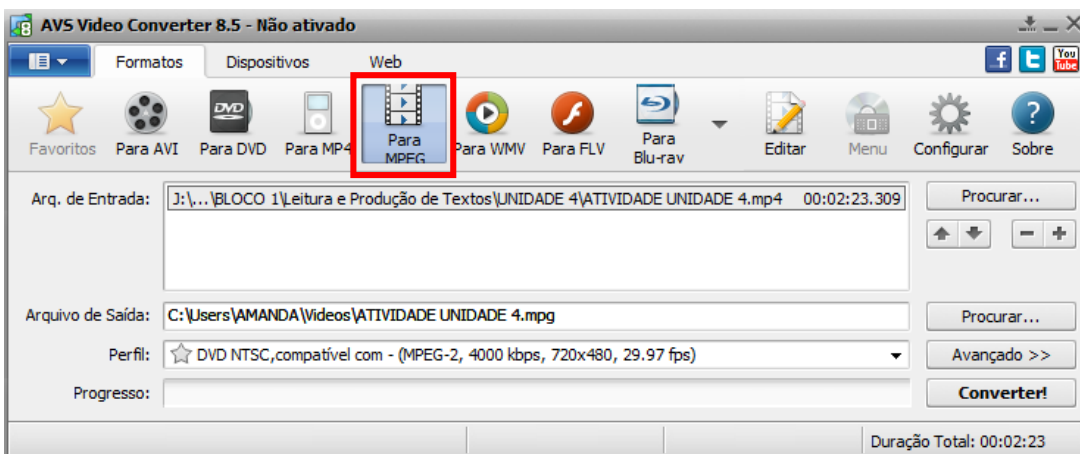 AVS Video Converter 8.5 - Não ativado
Formatos Dispositivos Web
You Tube
Favoritos Para AVI Para DVD Para MP4 Para MPEG Para WMV Para FLV Para Blu-ray Editar Menu Configurar Sobre
Arq. de Entrada: J:\...\BLOCO 1\Leitura e Produção de Textos\UNIDADE 4\ATIVIDADE UNIDADE 4.mp4 00:02:23.309 Procurar...
Arquivo de Saída: C:\Users\AMANDA\Videos\ATIVIDADE UNIDADE 4.mpg Procurar...
Perfil: DVD NTSC,compatível com - (MPEG-2, 4000 kbps, 720x480, 29.97 fps) Avançado >>
Progresso: Converter!
Duração Total: 00:02:23